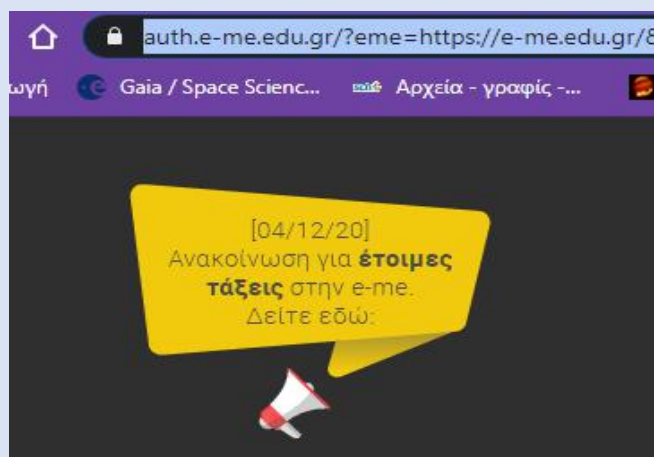 auth.e-me.edu.gr/?eme=https://e-me.edu.gr/&
ωγή Gaia / Space Scienc... Αρχεία - γραφίς -...
[04/12/20]
Ανακοίνωση για έτοιμες
τάξεις στην e-me.
Δείτε εδώ: